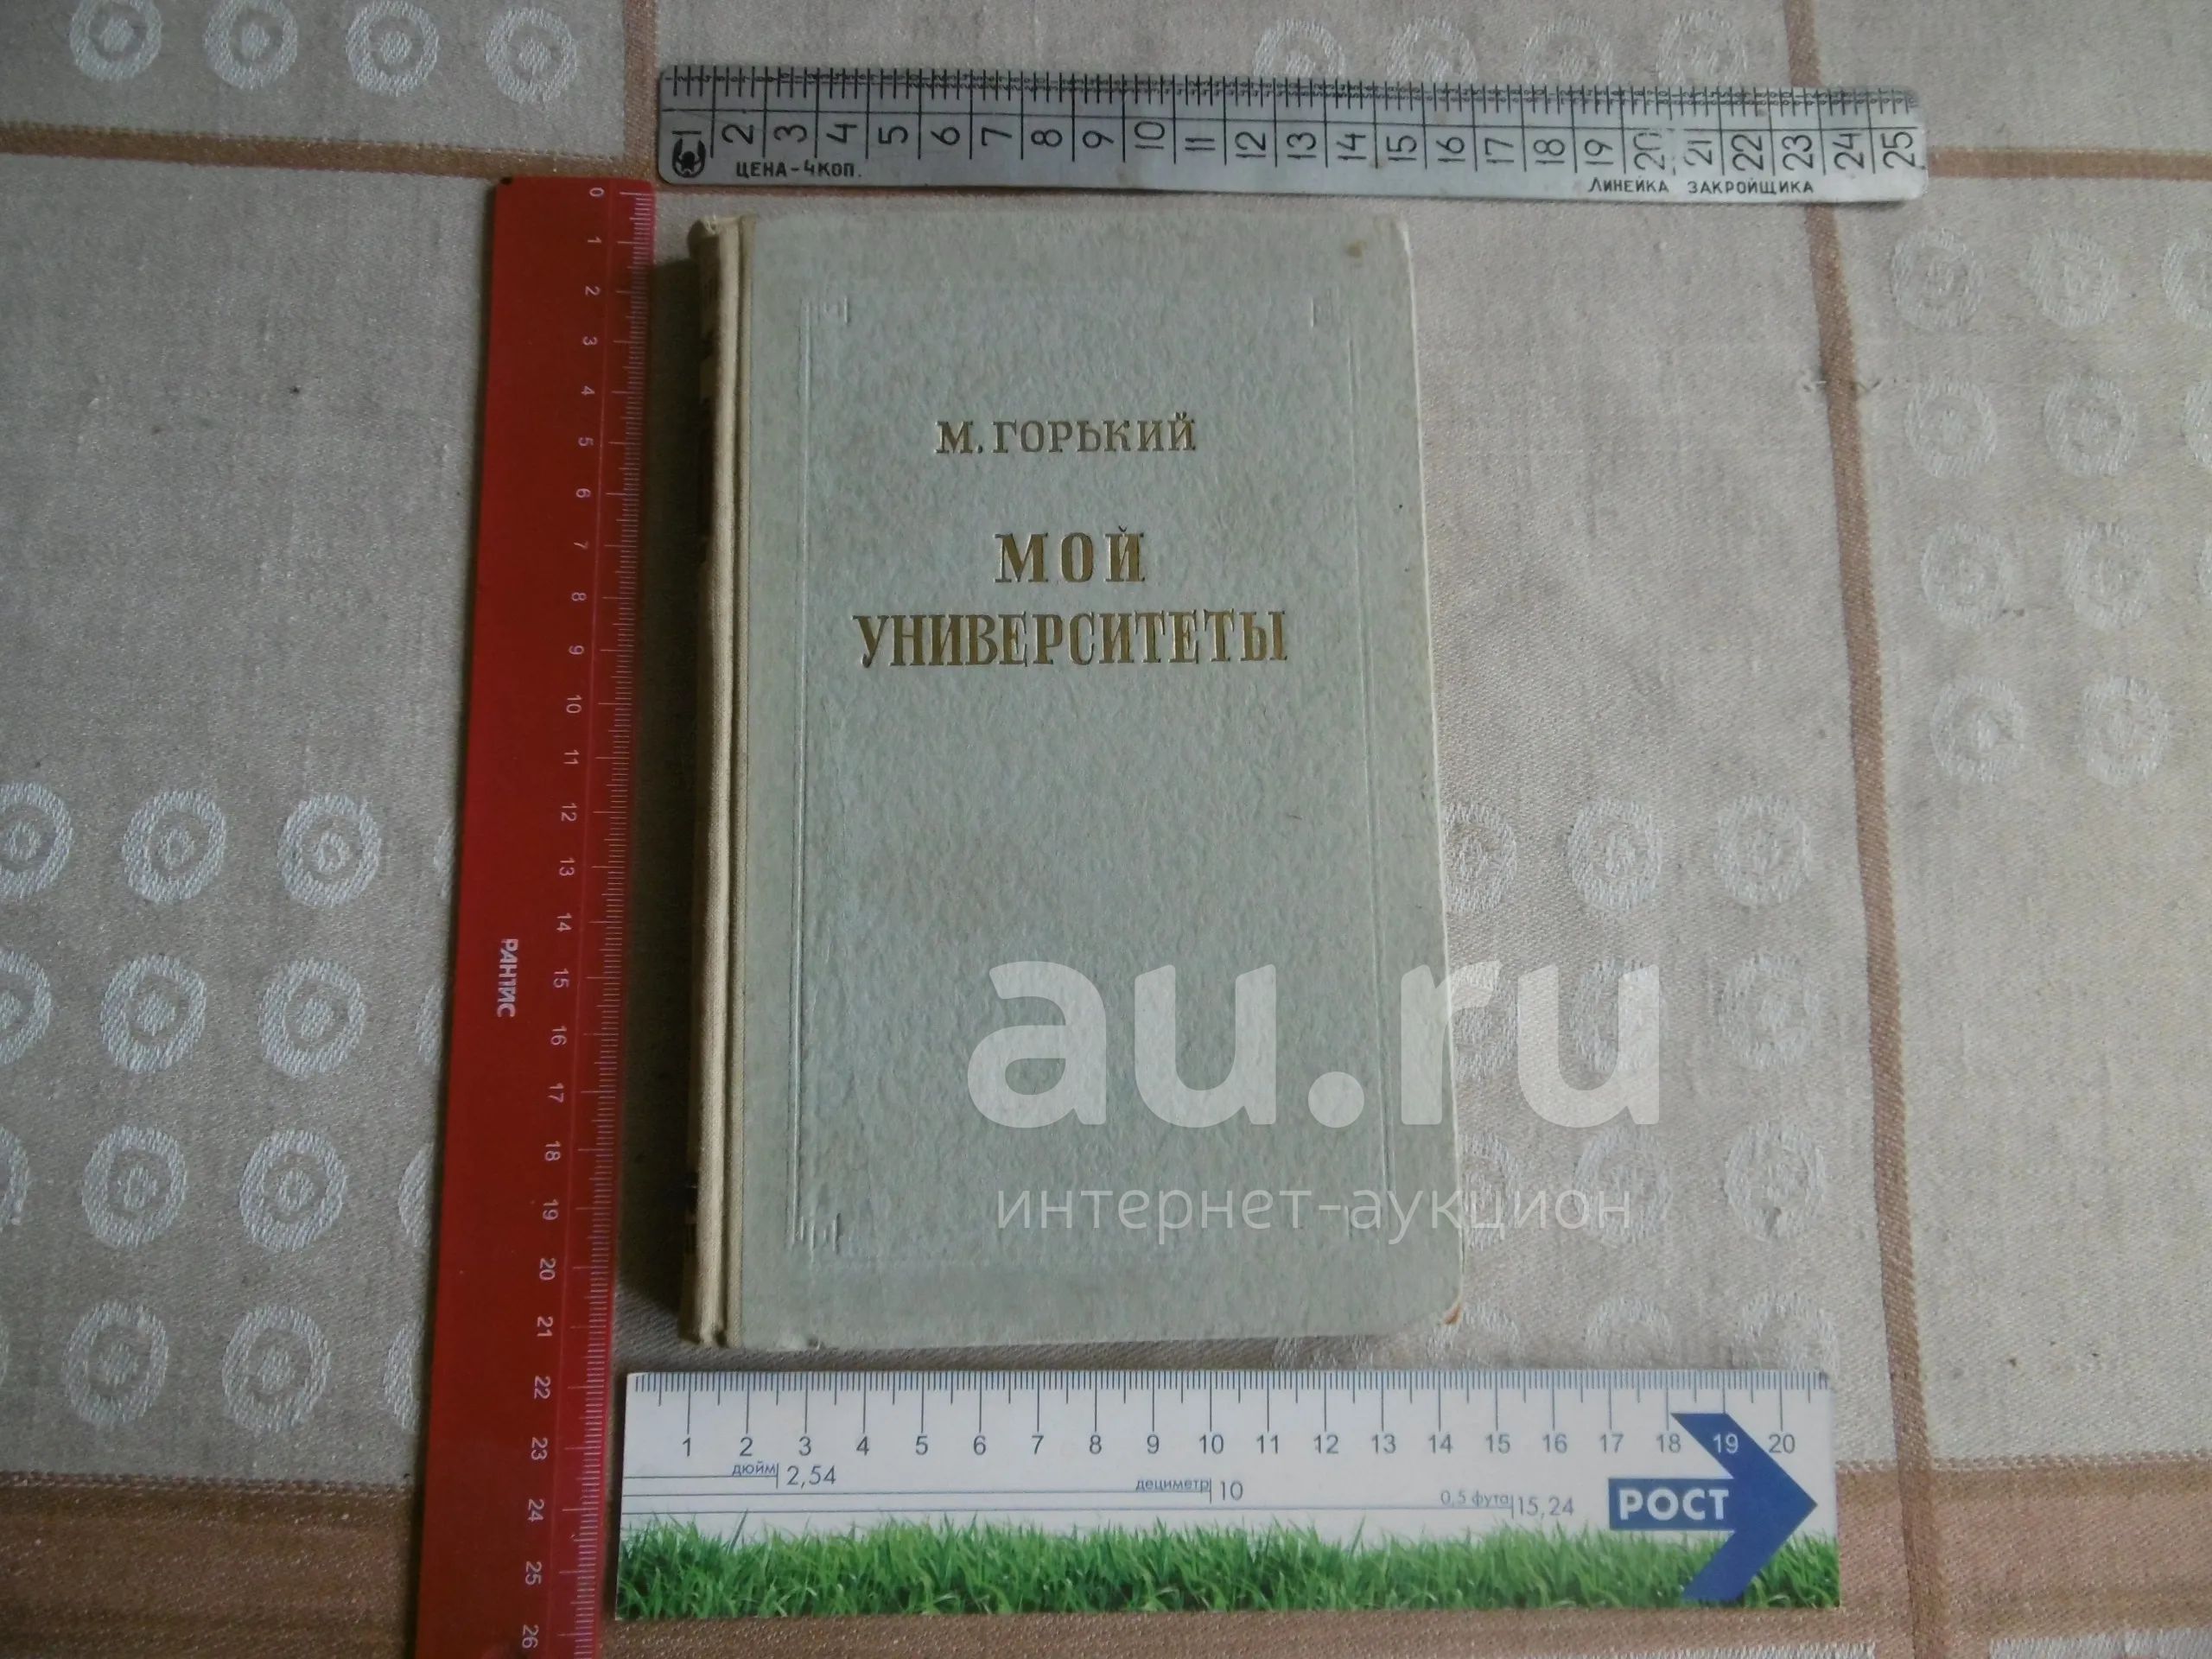 1 2 3 4 5 6 7 8 9 10 11 12 13 14 15 16 17 18 19 20 21 22 23 24 25
ЦЕНА-4КОП.
ЛИНЕЙКА ЗАКРОЙЩИКА
0 1 2 3 4 5 6 7 8 9 10 11 12 13 14 15 16 17 18 19 20 21 22 23 24 25 26
РАНТИС
М. ГОРЬКИЙ
МОЙ
УНИВЕРСИТЕТЫ
au.ru
интернет-аукцион
1 2 3 4 5 6 7 8 9 10 11 12 13 14 15 16 17 18 19 20
дюйм 2,54
дециметр 10
0,5 фута 15,24
РОСТ